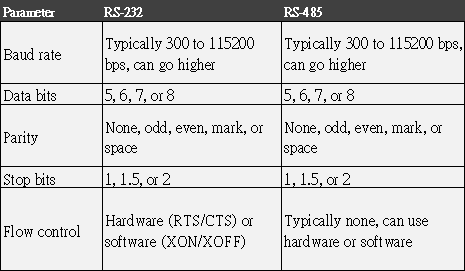 Parameter RS-232 RS-485
Baud rate Typically 300 to 115200 bps, can go higher Typically 300 to 115200 bps, can go higher
Data bits 5, 6, 7, or 8 5, 6, 7, or 8
Parity None, odd, even, mark, or space None, odd, even, mark, or space
Stop bits 1, 1.5, or 2 1, 1.5, or 2
Flow control Hardware (RTS/CTS) or software (XON/XOFF) Typically none, can use hardware or software